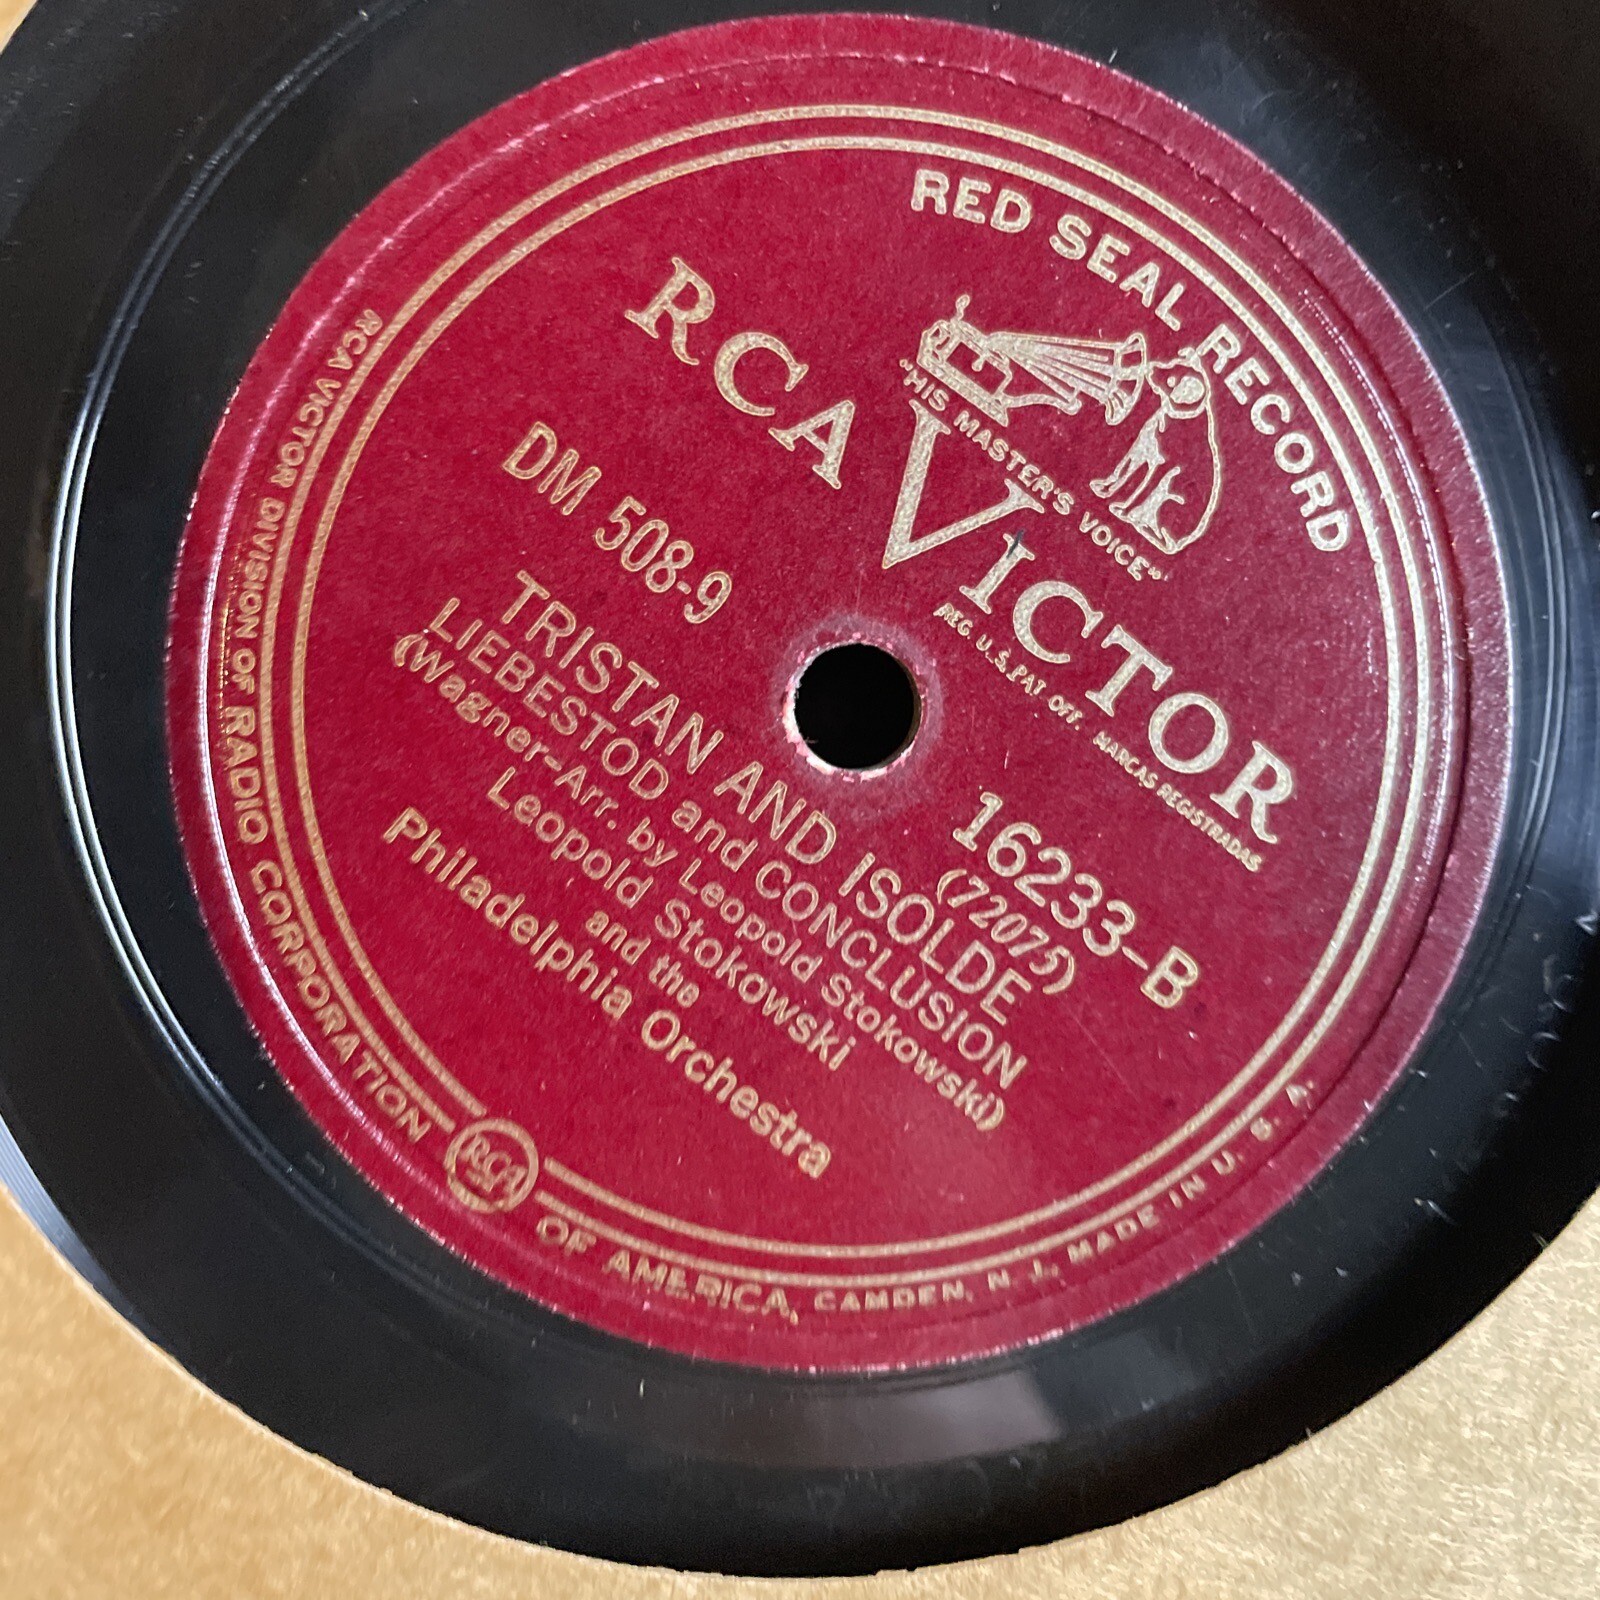 RED SEAL RECORD
"HIS MASTER'S VOICE"
RCA VICTOR
REG. U.S. PAT. OFF. MARCAS REGISTRADAS
DM 508-9
16233-B
(72075)
TRISTAN AND ISOLDE
LIEBESTOD and CONCLUSION
(Wagner-Arr. by Leopold Stokowski)
Leopold Stokowski
and the
Philadelphia Orchestra
RCA VICTOR DIVISION OF RADIO CORPORATION
RCA
OF AMERICA, CAMDEN, N. J. MADE IN U. S. A.